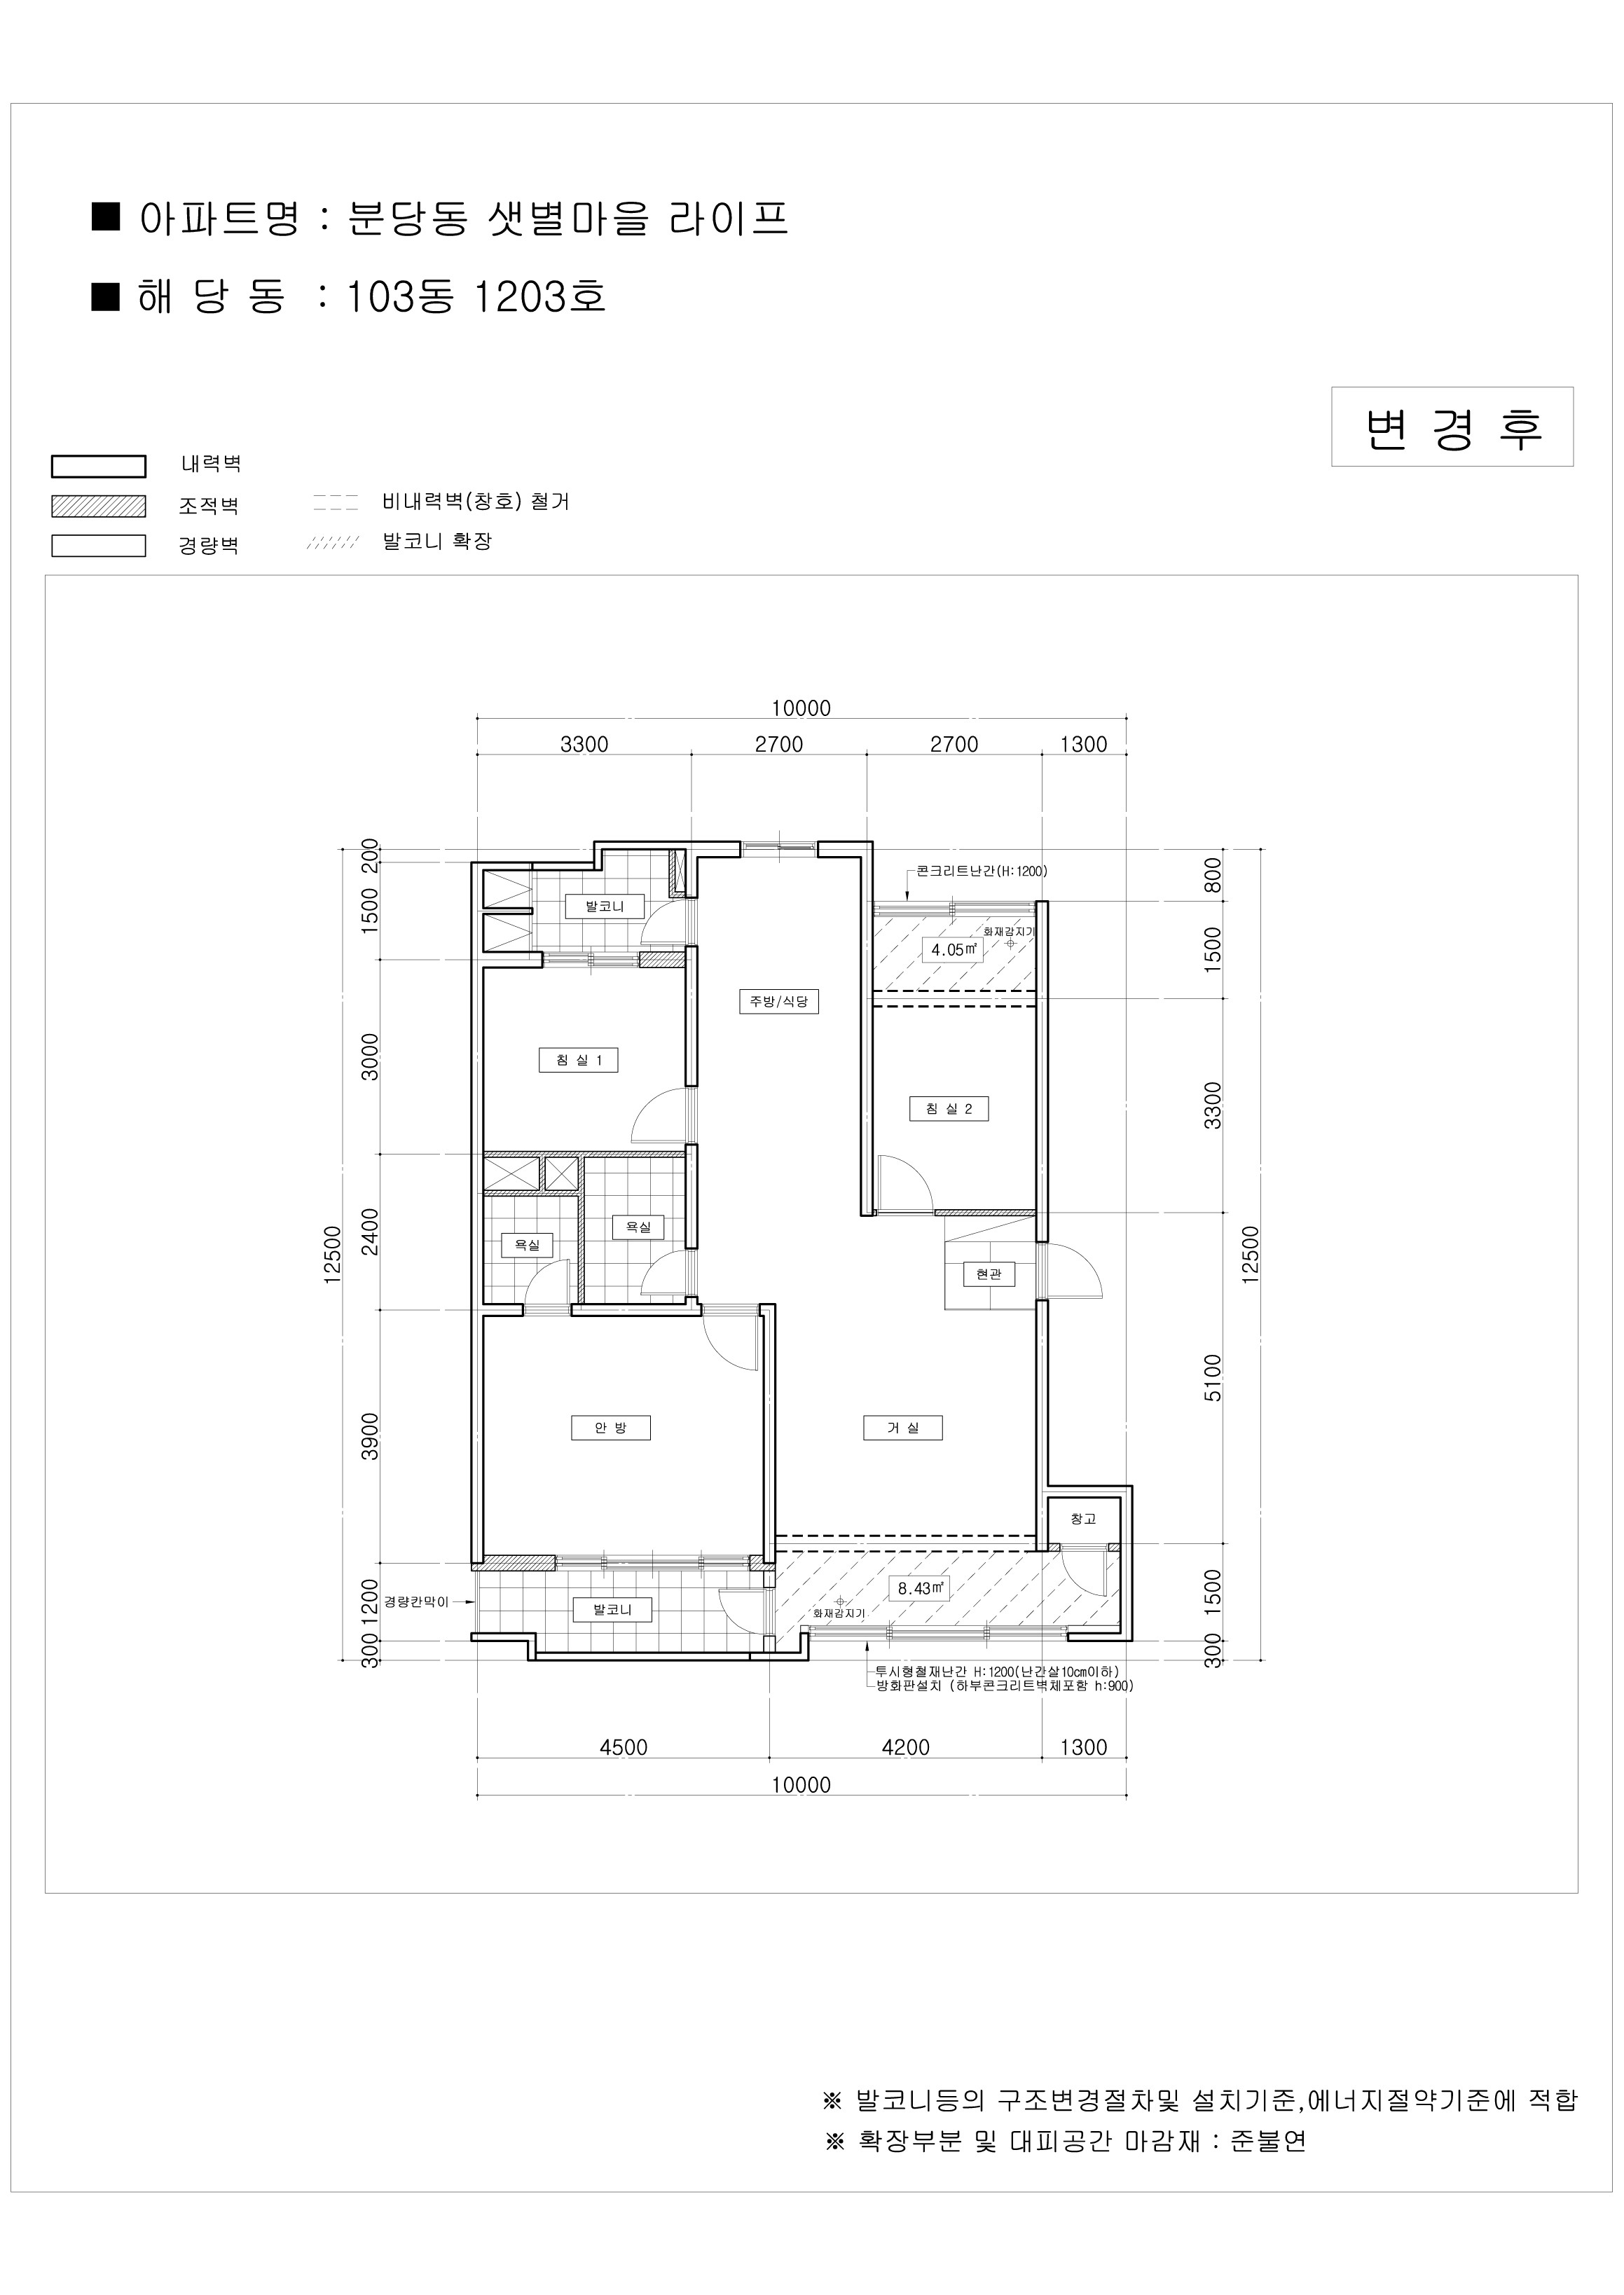 ■ 아파트명 : 분당동 샛별마을 라이프
■ 해 당 동 : 103동 1203호
변 경 후
내력벽
조적벽
경량벽
비내력벽(창호) 철거
발코니 확장
10000
3300 2700 2700 1300
200
1500
3000
2400
3900
1200
300
12500
800
1500
3300
5100
1500
300
12500
콘크리트난간(H:1200)
발코니
화재감지기
4.05㎡
주방/식당
침 실 1
침 실 2
욕실
욕실
현관
안 방
거 실
창고
8.43㎡
경량칸막이
발코니
화재감지기
투시형철재난간 H:1200(난간살10cm이하)
방화판설치 (하부콘크리트벽체포함 h:900)
4500 4200 1300
10000
※ 발코니등의 구조변경절차및 설치기준,에너지절약기준에 적합
※ 확장부분 및 대피공간 마감재 : 준불연